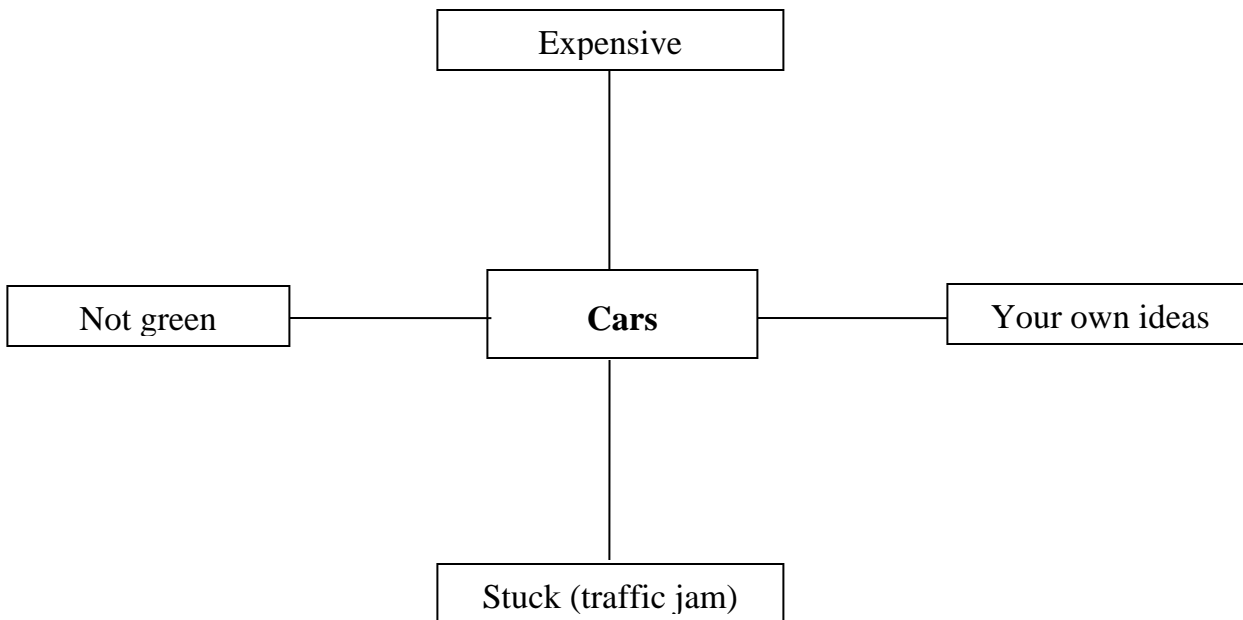 Expensive
Not green
Cars
Your own ideas
Stuck (traffic jam)